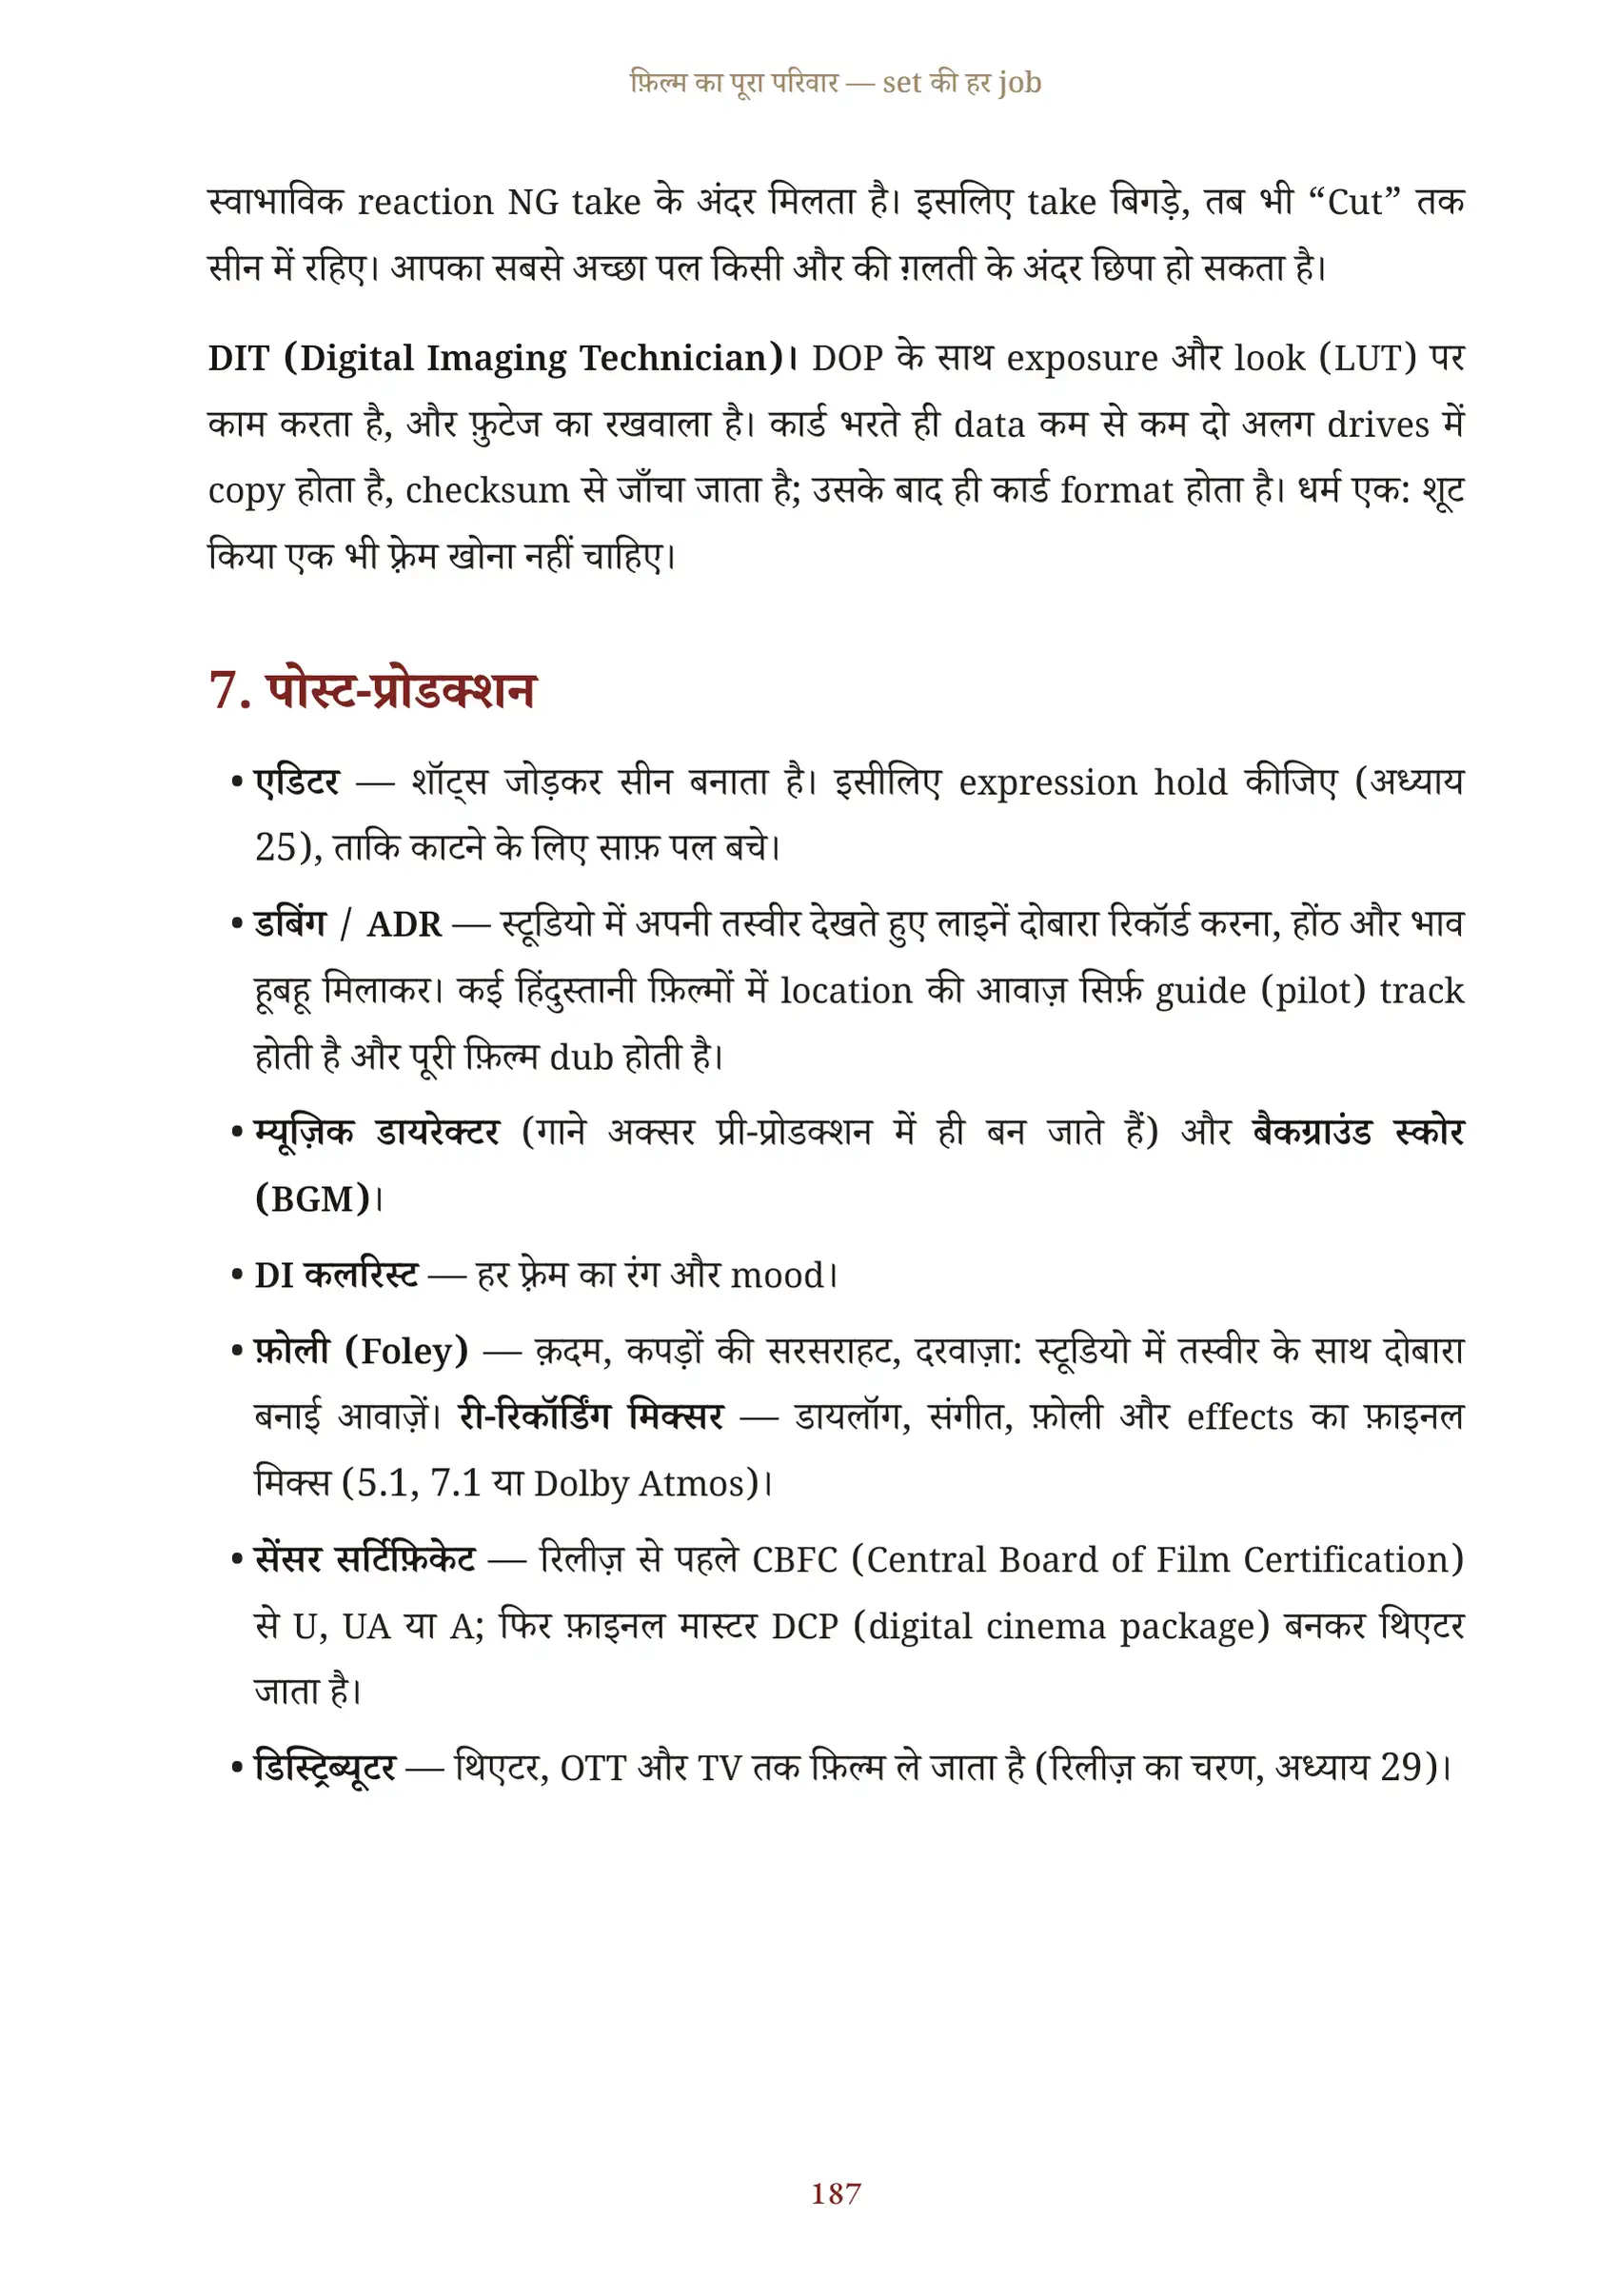 फ़िल्म का पूरा परिवार — set की हर job
स्वाभाविक reaction NG take के अंदर मिलता है। इसलिए take बिगड़े, तब भी “Cut” तक
सीन में रहिए। आपका सबसे अच्छा पल किसी और की ग़लती के अंदर छिपा हो सकता है।
DIT (Digital Imaging Technician)। DOP के साथ exposure और look (LUT) पर
काम करता है, और फ़ुटेज का रखवाला है। कार्ड भरते ही data कम से कम दो अलग drives में
copy होता है, checksum से जाँचा जाता है; उसके बाद ही कार्ड format होता है। धर्म एक: शूट
किया एक भी फ़्रेम खोना नहीं चाहिए।
7. पोस्ट-प्रोडक्शन
• एडिटर — शॉट्स जोड़कर सीन बनाता है। इसीलिए expression hold कीजिए (अध्याय
25), ताकि काटने के लिए साफ़ पल बचे।
• डबिंग / ADR — स्टूडियो में अपनी तस्वीर देखते हुए लाइनें दोबारा रिकॉर्ड करना, होंठ और भाव
हूबहू मिलाकर। कई हिंदुस्तानी फ़िल्मों में location की आवाज़ सिर्फ़ guide (pilot) track
होती है और पूरी फ़िल्म dub होती है।
• म्यूज़िक डायरेक्टर (गाने अक्सर प्री-प्रोडक्शन में ही बन जाते हैं) और बैकग्राउंड स्कोर
(BGM)।
• DI कलरिस्ट — हर फ़्रेम का रंग और mood।
• फ़ोली (Foley) — क़दम, कपड़ों की सरसराहट, दरवाज़ा: स्टूडियो में तस्वीर के साथ दोबारा
बनाई आवाज़ें। री-रिकॉर्डिंग मिक्सर — डायलॉग, संगीत, फ़ोली और effects का फ़ाइनल
मिक्स (5.1, 7.1 या Dolby Atmos)।
• सेंसर सर्टिफ़िकेट — रिलीज़ से पहले CBFC (Central Board of Film Certification)
से U, UA या A; फिर फ़ाइनल मास्टर DCP (digital cinema package) बनकर थिएटर
जाता है।
• डिस्ट्रिब्यूटर — थिएटर, OTT और TV तक फ़िल्म ले जाता है (रिलीज़ का चरण, अध्याय 29)।
187